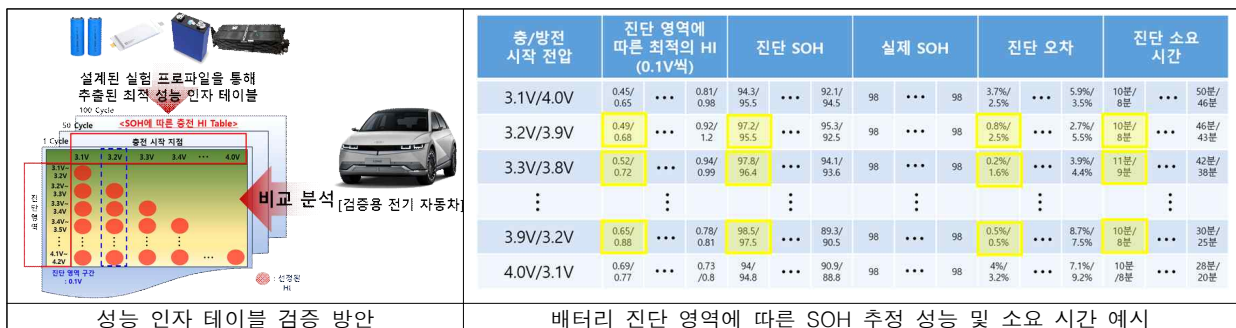 설계된 실험 프로파일을 통해
추출된 최적 성능 인자 테이블
100 Cycle
50 Cycle
<SOH에 따른 충전 HI Table>
1 Cycle
충전 시작 지점
3.1V 3.2V 3.3V 3.4V ··· 4.0V
3.1V~
3.2V
3.2V~
3.3V
3.3V~
3.4V
3.4V~
3.5V
4.1V~
4.2V
진단영역
진단 영역 구간
: 0.1V
: 선정된
HI
비교 분석
[검증용 전기 자동차]
성능 인자 테이블 검증 방안
충/방전
시작 전압
진단 영역에
따른 최적의 HI
(0.1V씩)
진단 SOH
실제 SOH
진단 오차
진단 소요
시간
3.1V/4.0V 0.45/0.65 ··· 0.81/0.98 94.3/95.5 ··· 92.1/94.5 98 ··· 98 3.7%/2.5% ··· 5.9%/3.5% 10분/8분 ··· 50분/46분
3.2V/3.9V 0.49/0.68 ··· 0.92/1.2 97.2/95.5 ··· 95.3/92.5 98 ··· 98 0.8%/2.5% ··· 2.7%/5.5% 10분/8분 ··· 46분/43분
3.3V/3.8V 0.52/0.72 ··· 0.94/0.99 97.8/96.4 ··· 94.1/93.6 98 ··· 98 0.2%/1.6% ··· 3.9%/4.4% 11분/9분 ··· 42분/38분
3.9V/3.2V 0.65/0.88 ··· 0.78/0.81 98.5/97.5 ··· 89.3/90.5 98 ··· 98 0.5%/0.5% ··· 8.7%/7.5% 10분/8분 ··· 30분/25분
4.0V/3.1V 0.69/0.77 ··· 0.73/0.8 94/94.8 ··· 90.9/88.8 98 ··· 98 4%/3.2% ··· 7.1%/9.2% 10분/8분 ··· 28분/20분
배터리 진단 영역에 따른 SOH 추정 성능 및 소요 시간 예시